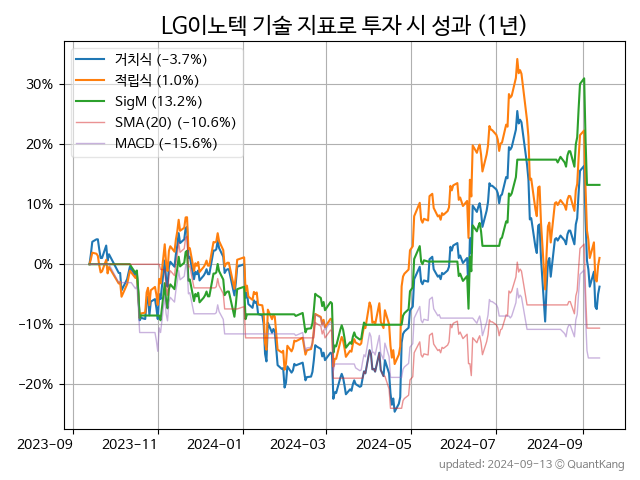 LG이노텍 기술 지표로 투자 시 성과 (1년)
거치식 (−3.7%)
적립식 (1.0%)
SigM (13.2%)
SMA(20) (−10.6%)
MACD (−15.6%)
30%
20%
10%
0%
−10%
−20%
2023-09 2023-11 2024-01 2024-03 2024-05 2024-07 2024-09
updated: 2024-09-13 © QuantKang